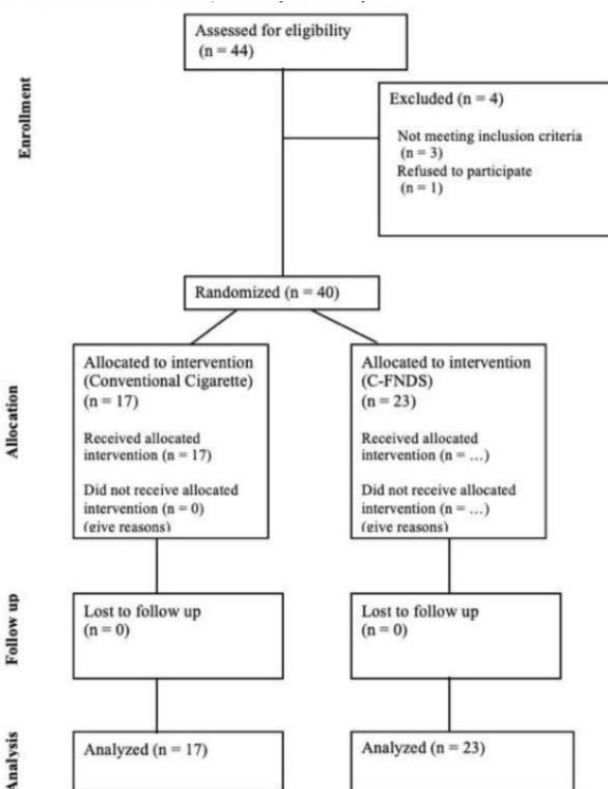 Assessed for eligibility
(n = 44)
Enrollment
Excluded (n = 4)
Not meeting inclusion criteria
(n = 3)
Refused to participate
(n = 1)
Randomized (n = 40)
Allocation
Allocated to intervention
(Conventional Cigarette)
(n = 17)
Received allocated
intervention (n = 17)
Did not receive allocated
intervention (n = 0)
(give reasons)
Allocated to intervention
(C-FNDS)
(n = 23)
Received allocated
intervention (n = ...)
Did not receive allocated
intervention (n = ...)
(give reasons)
Follow up
Lost to follow up
(n = 0)
Lost to follow up
(n = 0)
Analysis
Analyzed (n = 17)
Analyzed (n = 23)